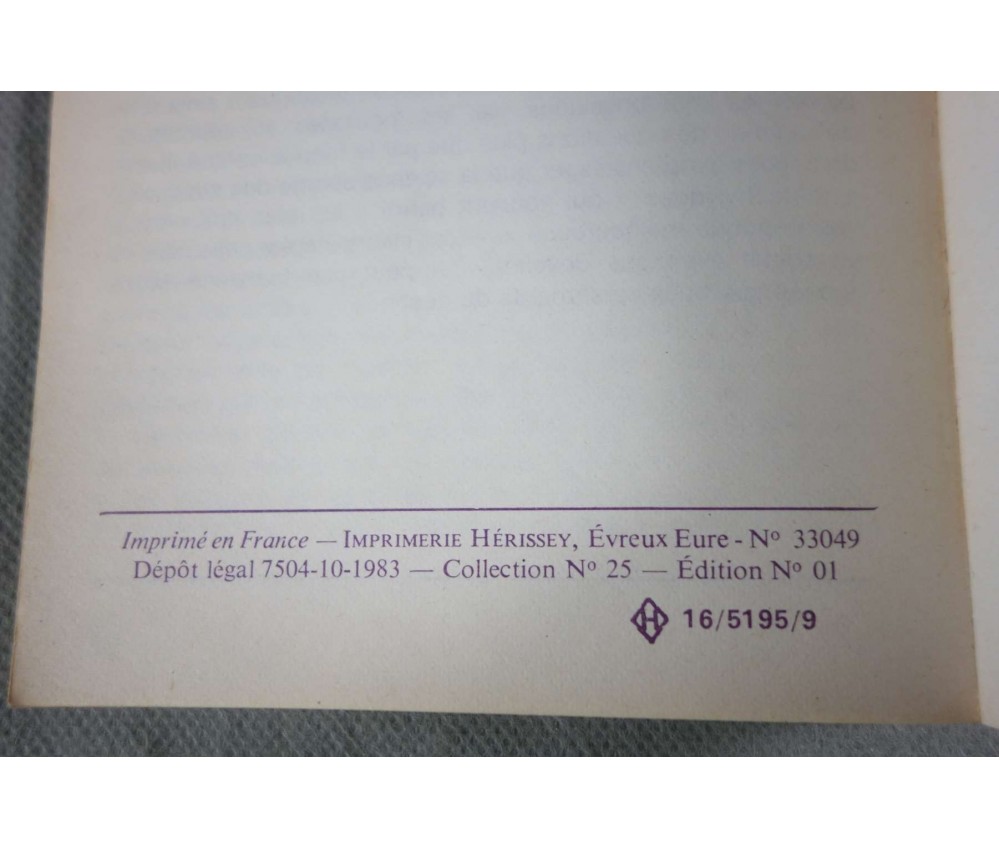 Imprimé en France — IMPRIMERIE HÉRISSEY, Évreux Eure - Nº 33049
Dépôt légal 7504-10-1983 — Collection Nº 25 — Édition Nº 01
H 16/5195/9